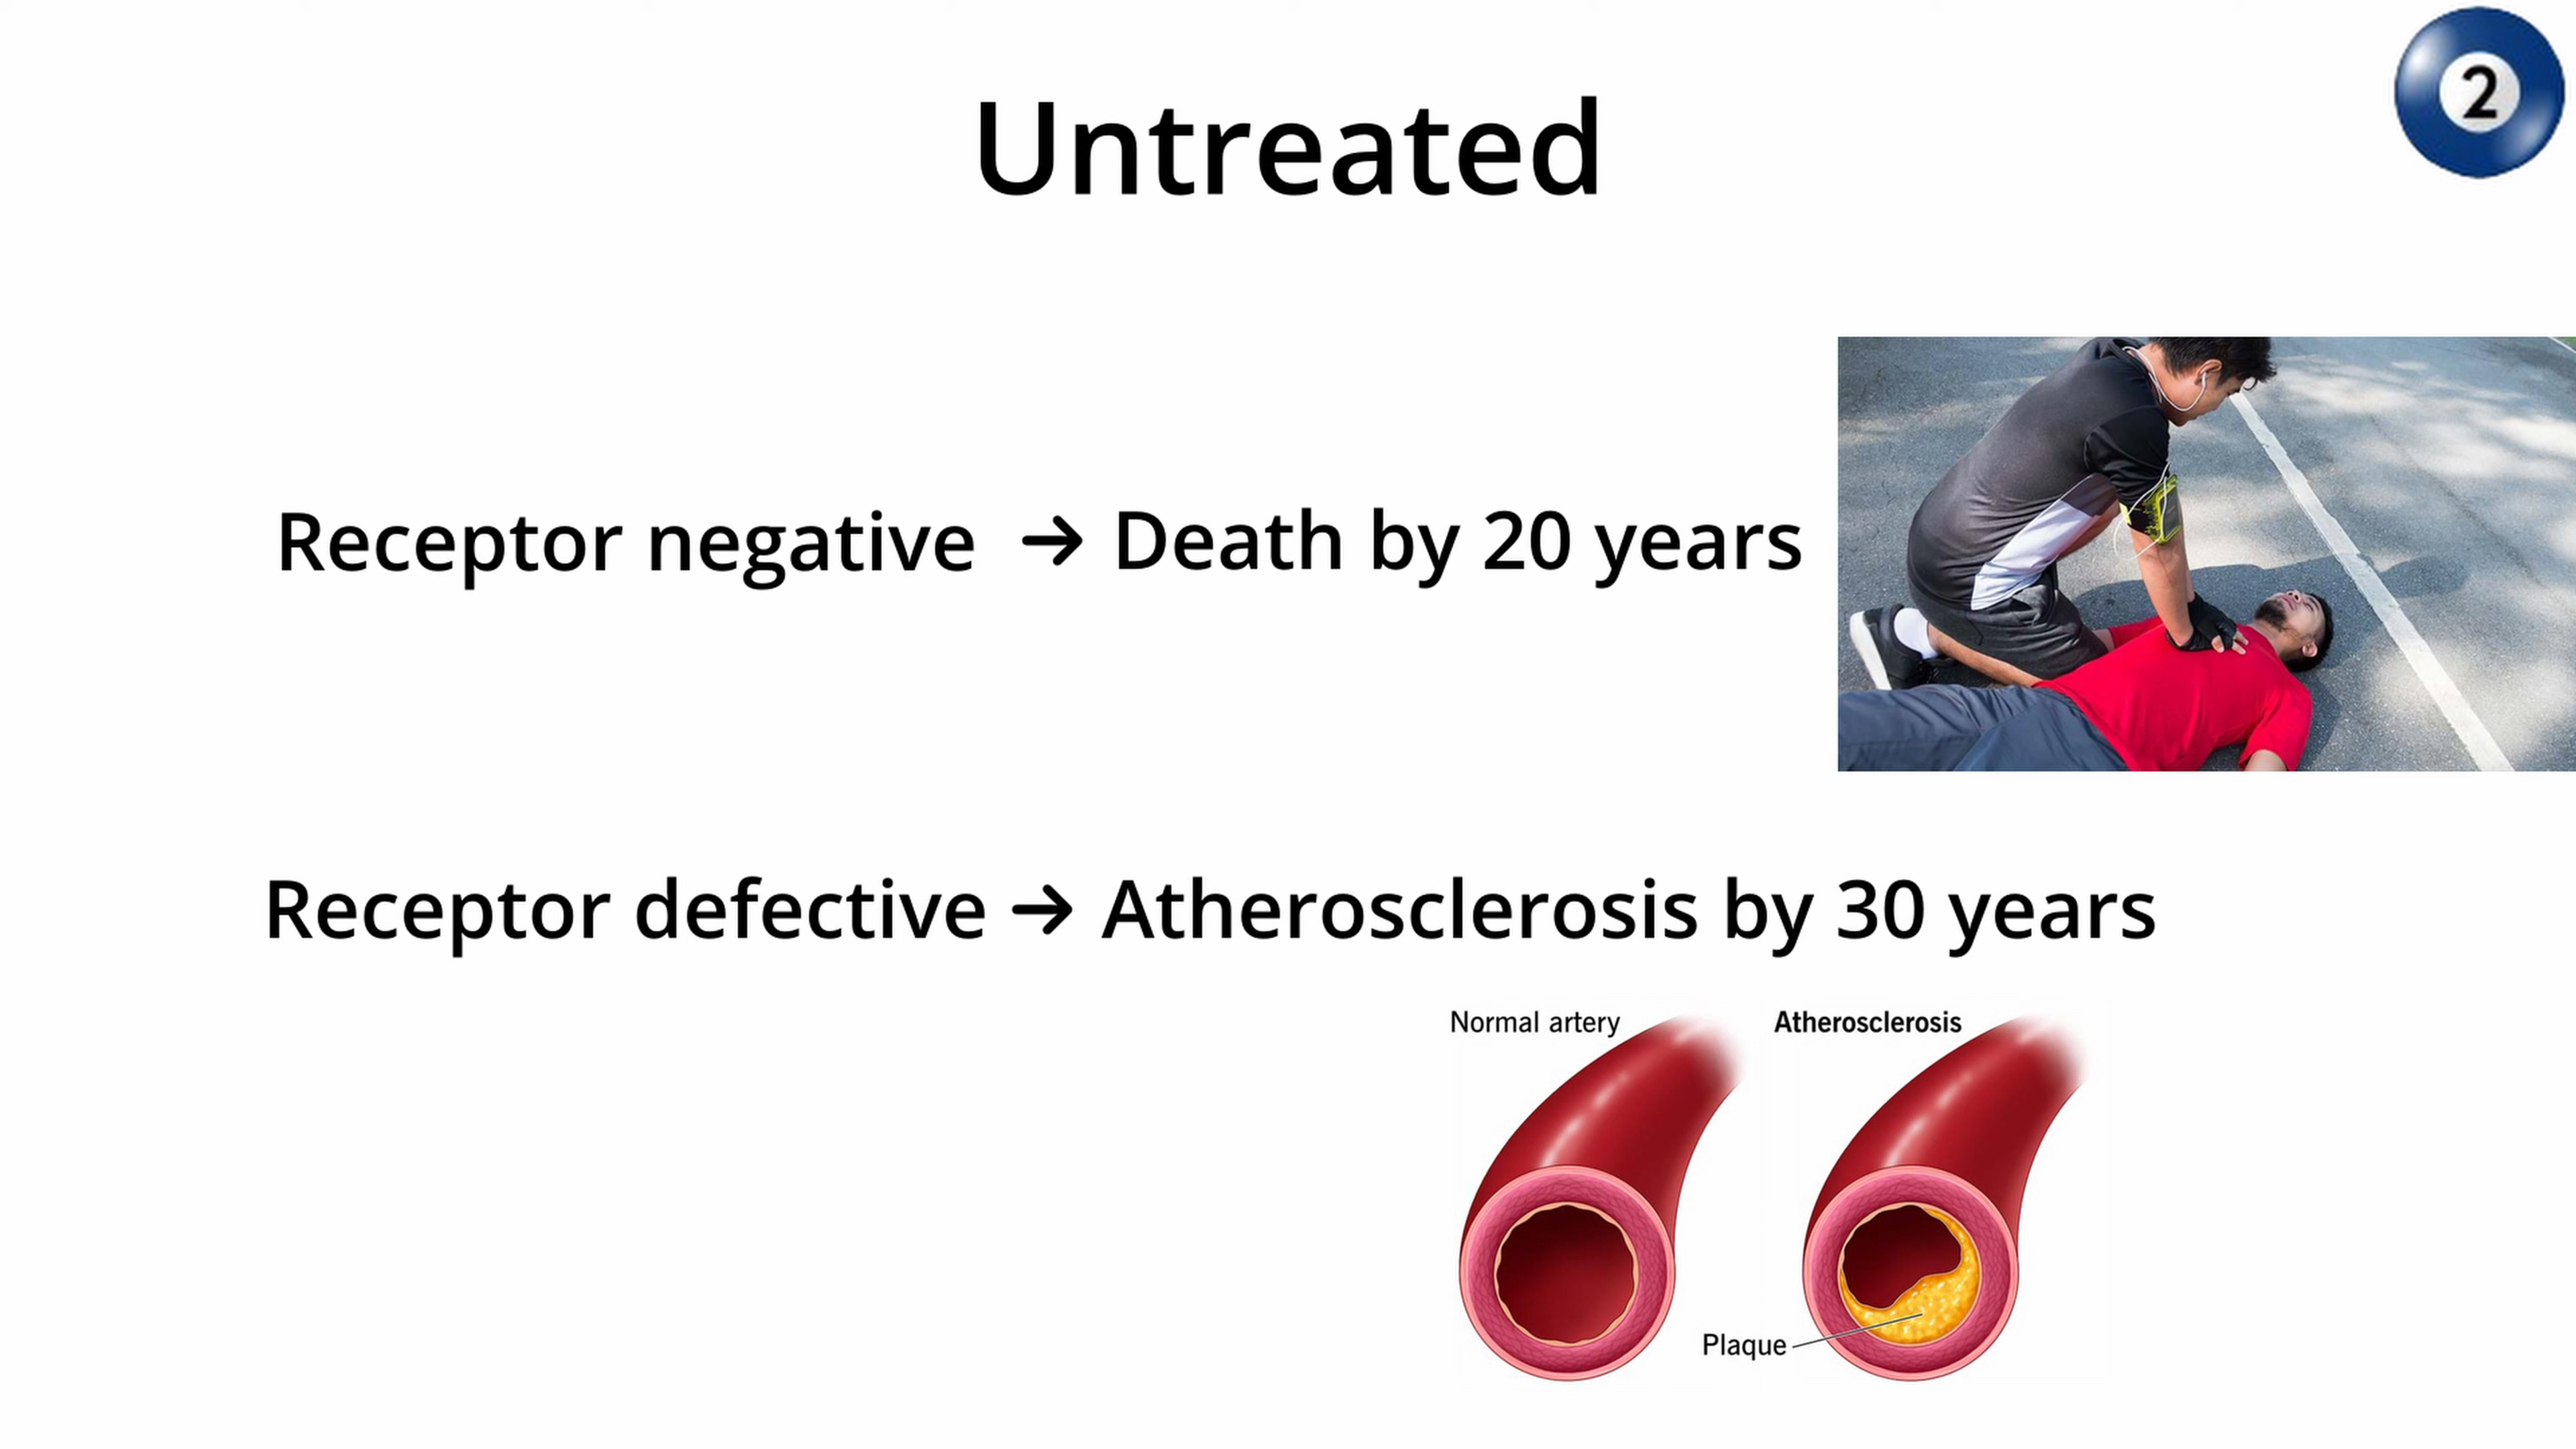 2
Untreated
Receptor negative → Death by 20 years
Receptor defective → Atherosclerosis by 30 years
Normal artery
Atherosclerosis
Plaque